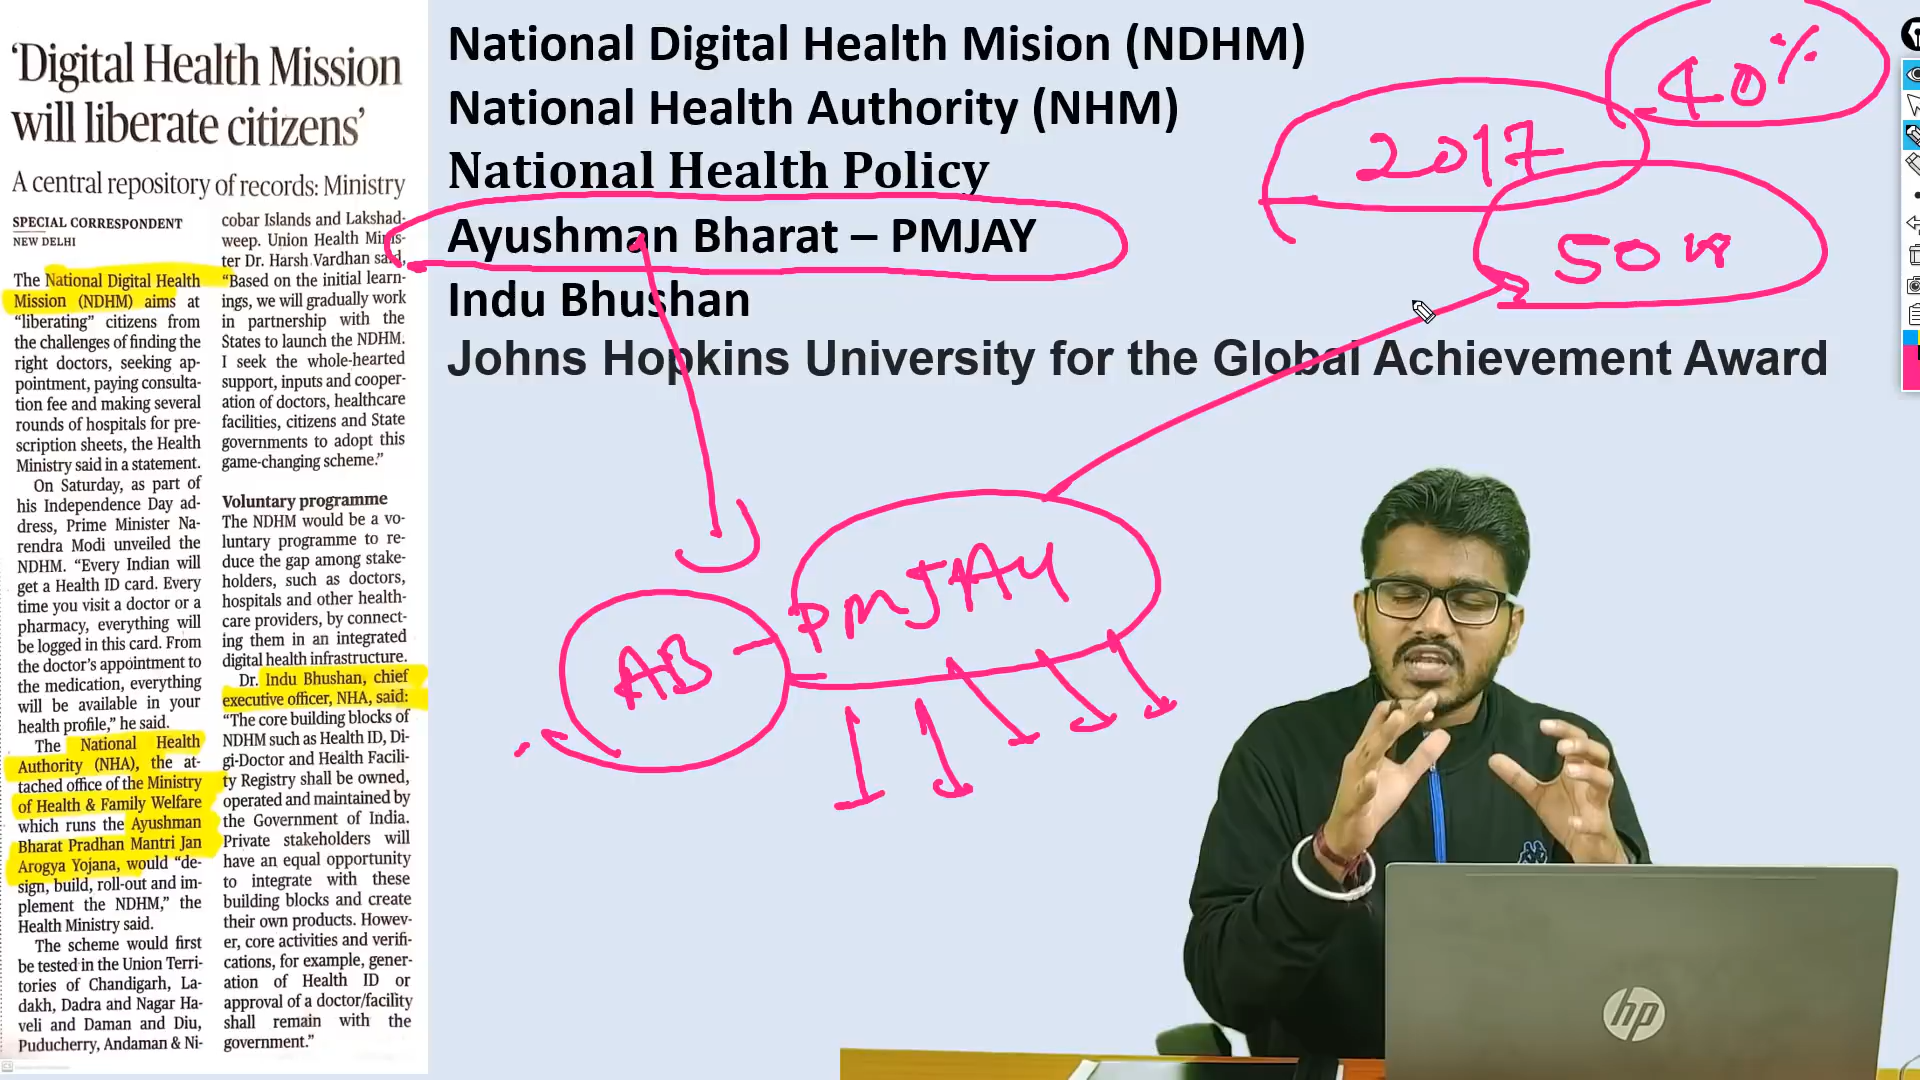 ‘Digital Health Mission
will liberate citizens’
A central repository of records: Ministry
SPECIAL CORRESPONDENT
NEW DELHI
The National Digital Health
Mission (NDHM) aims at
“liberating” citizens from
the challenges of finding the
right doctors, seeking ap-
pointment, paying consulta-
tion fee and making several
rounds of hospitals for pre-
scription sheets, the Health
Ministry said in a statement.
On Saturday, as part of
his Independence Day ad-
dress, Prime Minister Na-
rendra Modi unveiled the
NDHM. “Every Indian will
get a Health ID card. Every
time you visit a doctor or a
pharmacy, everything will
be logged in this card. From
the doctor’s appointment to
the medication, everything
will be available in your
health profile,” he said.
The National Health
Authority (NHA), the at-
tached office of the Ministry
of Health & Family Welfare
which runs the Ayushman
Bharat Pradhan Mantri Jan
Arogya Yojana, would “de-
sign, build, roll-out and im-
plement the NDHM,” the
Health Ministry said.
The scheme would first
be tested in the Union Terri-
tories of Chandigarh, La-
dakh, Dadra and Nagar Ha-
veli and Daman and Diu,
Puducherry, Andaman & Ni-
cobar Islands and Lakshad-
weep. Union Health Minis-
ter Dr. Harsh Vardhan said,
“Based on the initial learn-
ings, we will gradually work
in partnership with the
States to launch the NDHM.
I seek the whole-hearted
support, inputs and cooper-
ation of doctors, healthcare
facilities, citizens and State
governments to adopt this
game-changing scheme.”
Voluntary programme
The NDHM would be a vo-
luntary programme to re-
duce the gap among stake-
holders, such as doctors,
hospitals and other health-
care providers, by connect-
ing them in an integrated
digital health infrastructure.
Dr. Indu Bhushan, chief
executive officer, NHA, said:
“The core building blocks of
NDHM such as Health ID, Di-
gi-Doctor and Health Facili-
ty Registry shall be owned,
operated and maintained by
the Government of India.
Private stakeholders will
have an equal opportunity
to integrate with these
building blocks and create
their own products. Howev-
er, core activities and verifi-
cations, for example, gener-
ation of Health ID or
approval of a doctor/facility
shall remain with the
government.”
National Digital Health Mision (NDHM)
National Health Authority (NHM)
National Health Policy
Ayushman Bharat – PMJAY
Indu Bhushan
Johns Hopkins University for the Global Achievement Award
40%
2017
50
AB - PMJAY
hp